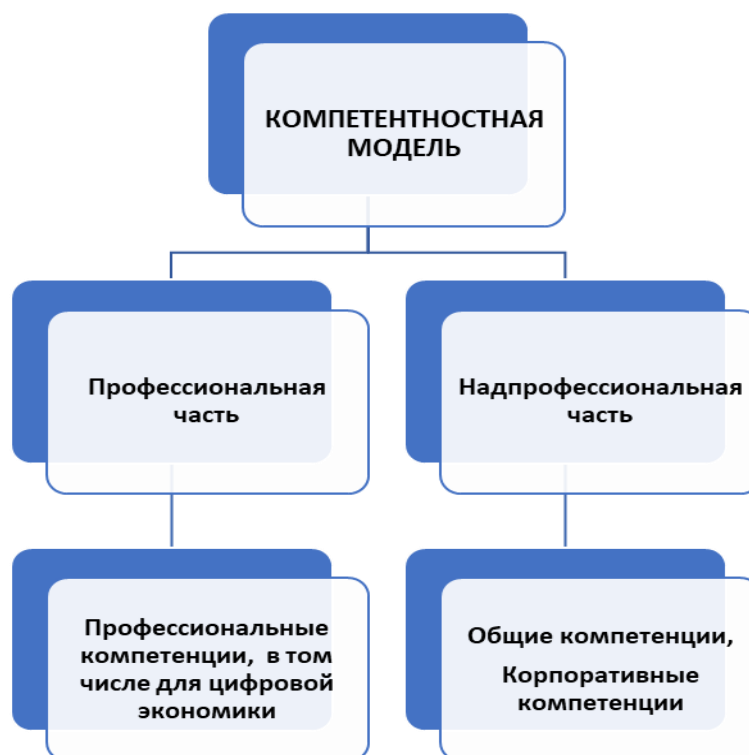 КОМПЕТЕНТНОСТНАЯ
МОДЕЛЬ
Профессиональная
часть
Надпрофессиональная
часть
Профессиональные
компетенции, в том
числе для цифровой
экономики
Общие компетенции,
Корпоративные
компетенции